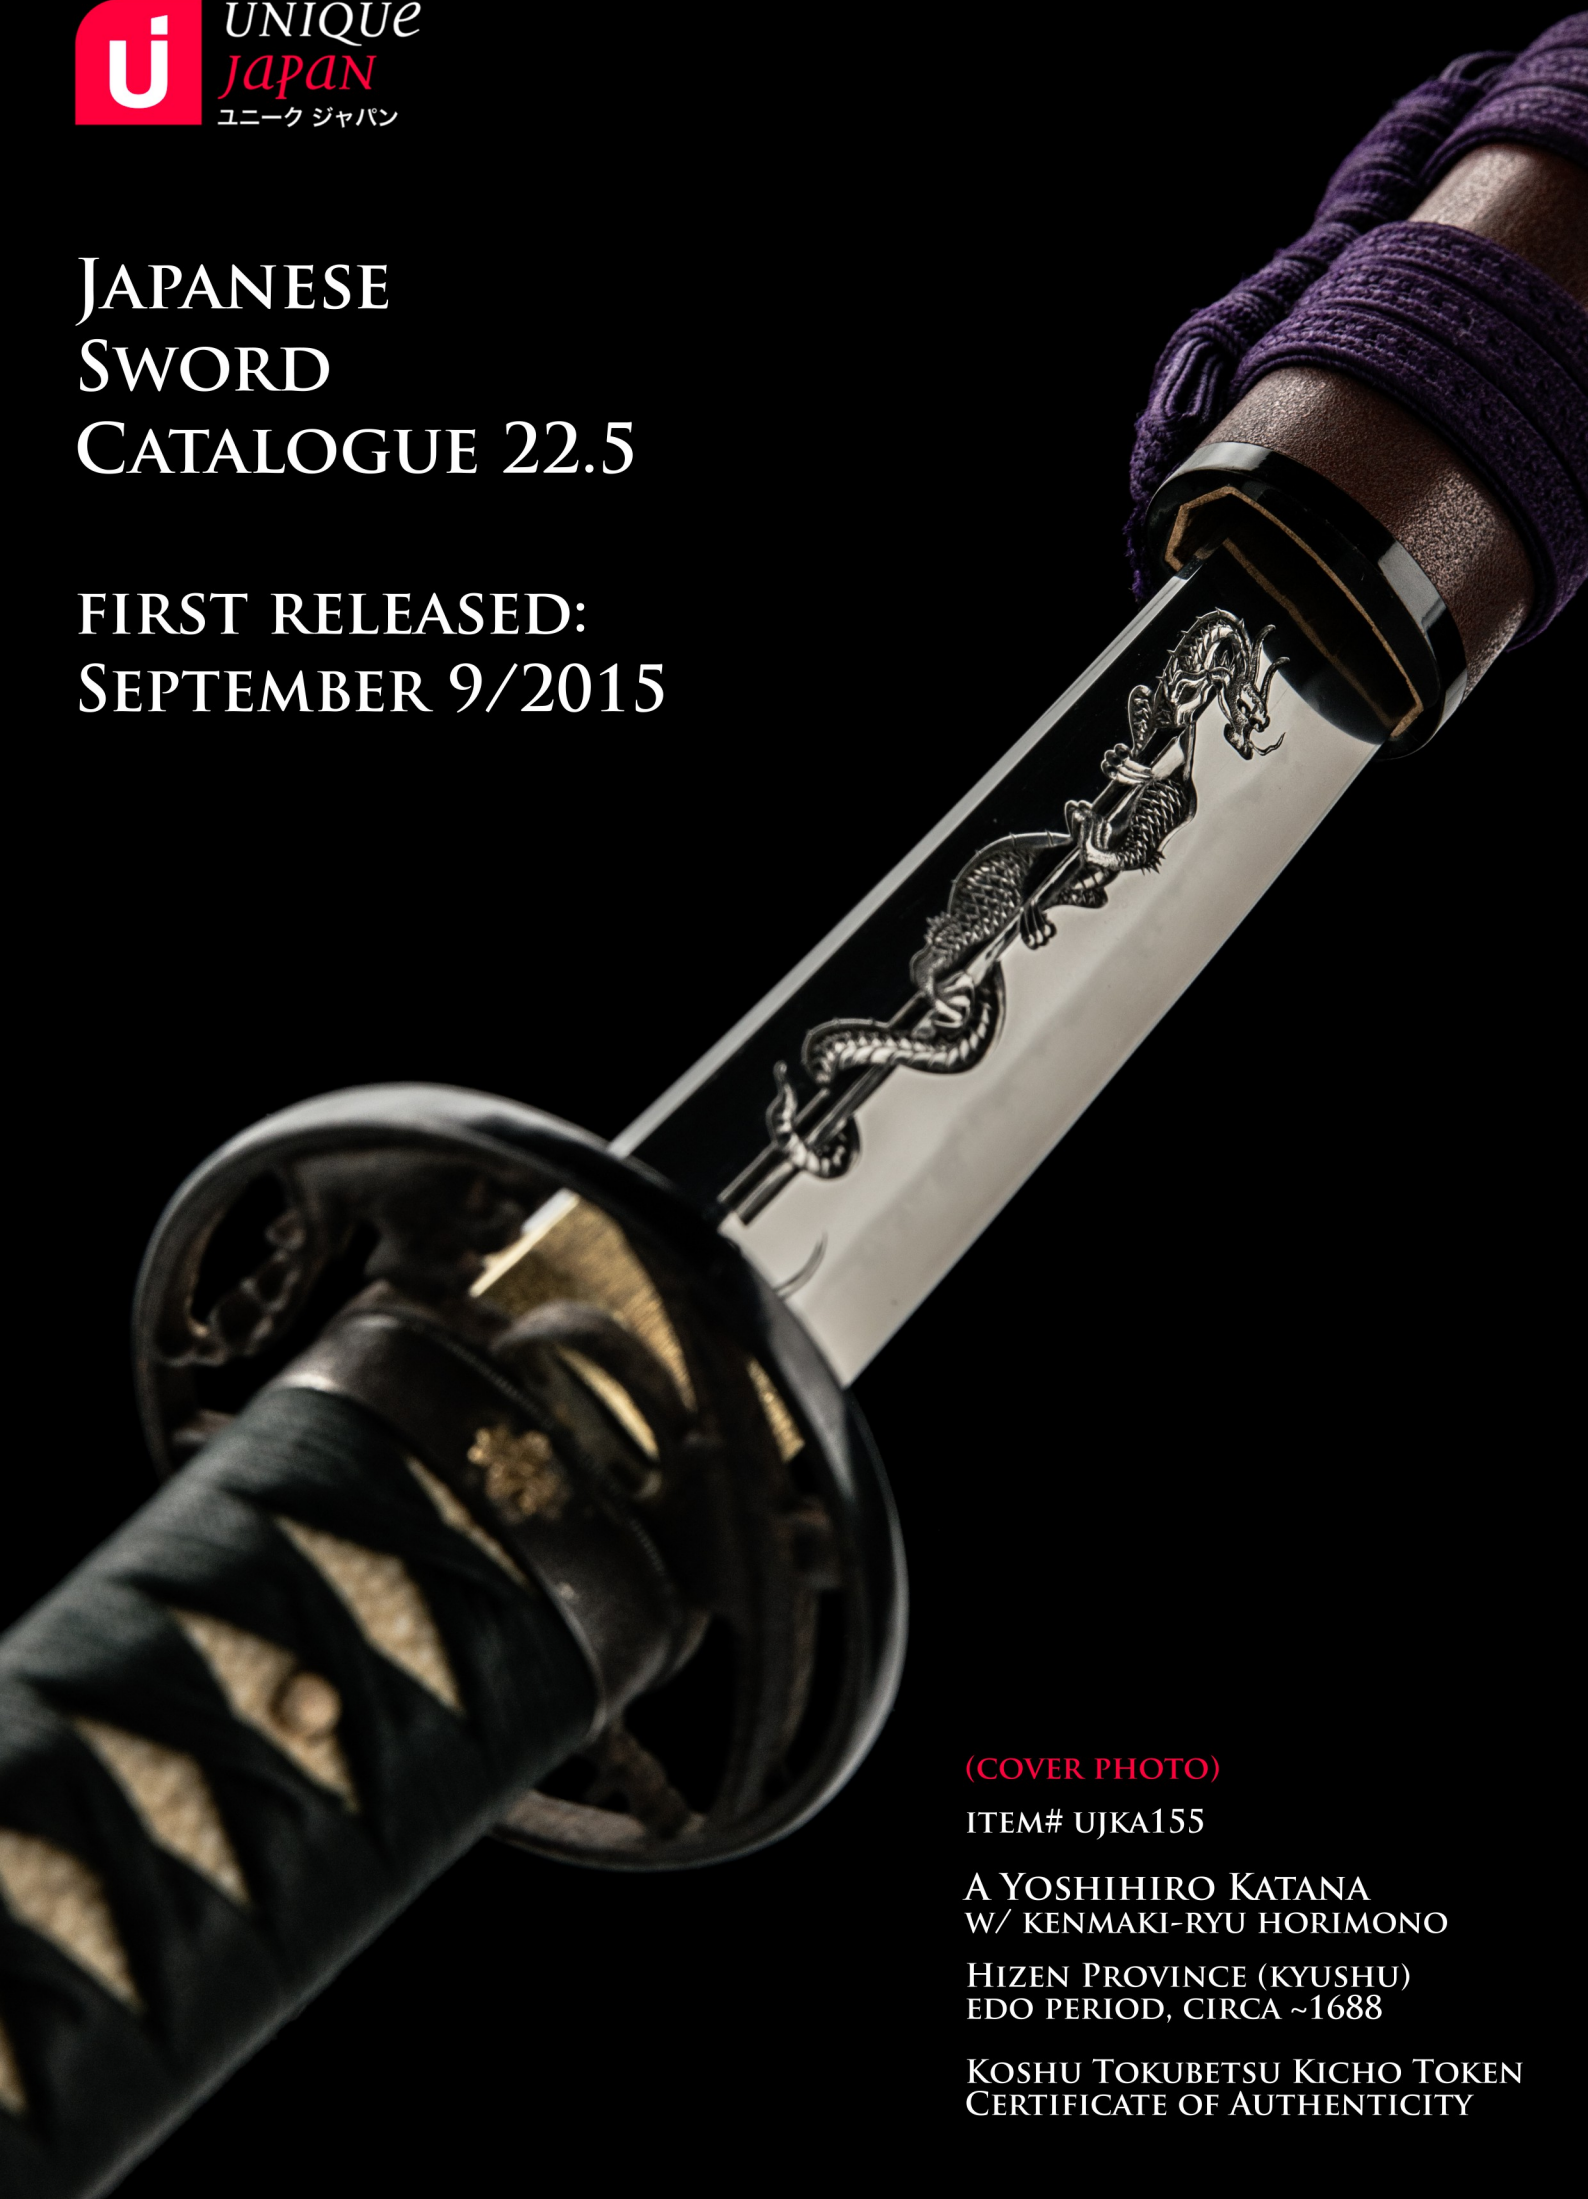 Ui
UNIQUe
JaPaN
ユニーク ジャパン
Japanese
Sword
Catalogue 22.5
first released:
September 9/2015
(cover photo)
item# ujka155
A Yoshihiro Katana
w/ kenmaki-ryu horimono
Hizen Province (kyushu)
edo period, circa ~1688
Koshu Tokubetsu Kicho Token
Certificate of Authenticity